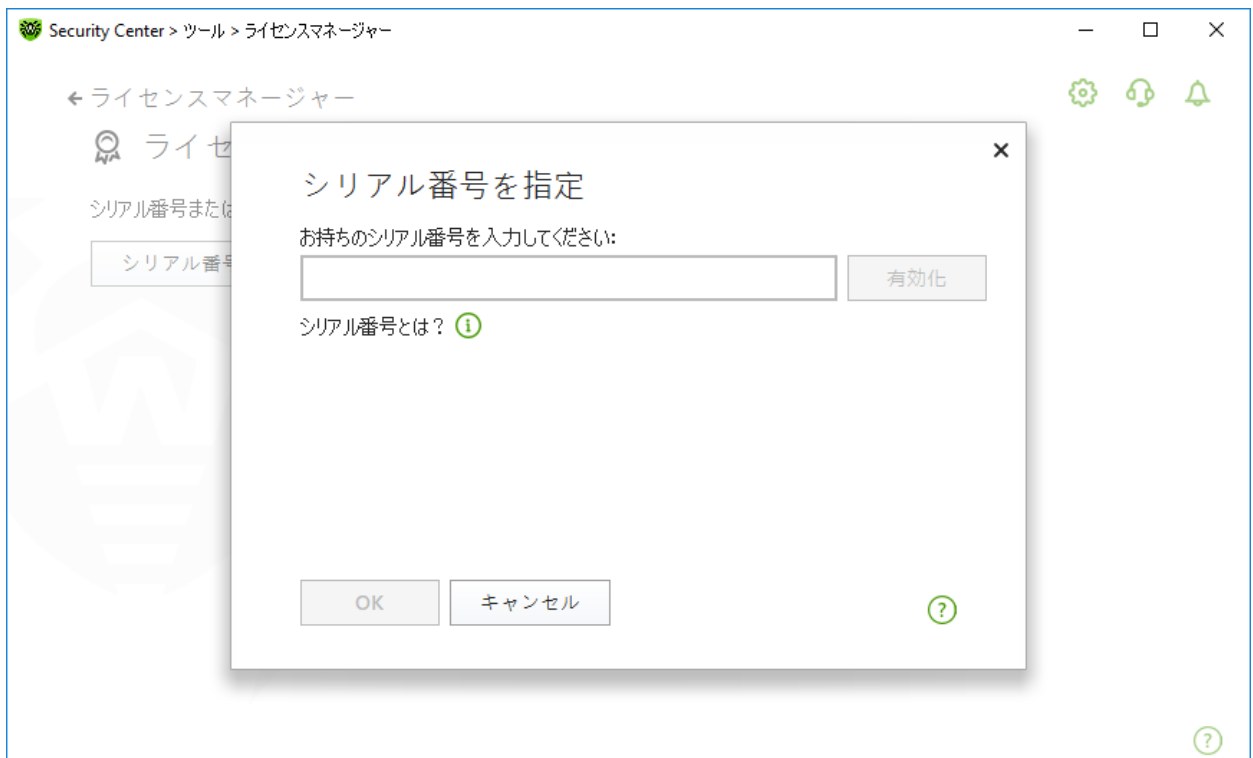 Security Center > ツール > ライセンスマネージャー
ライセンスマネージャー
ライセ
シリアル番号を指定
シリアル番号または
お持ちのシリアル番号を入力してください:
シリアル番号
有効化
シリアル番号とは?
OK
キャンセル